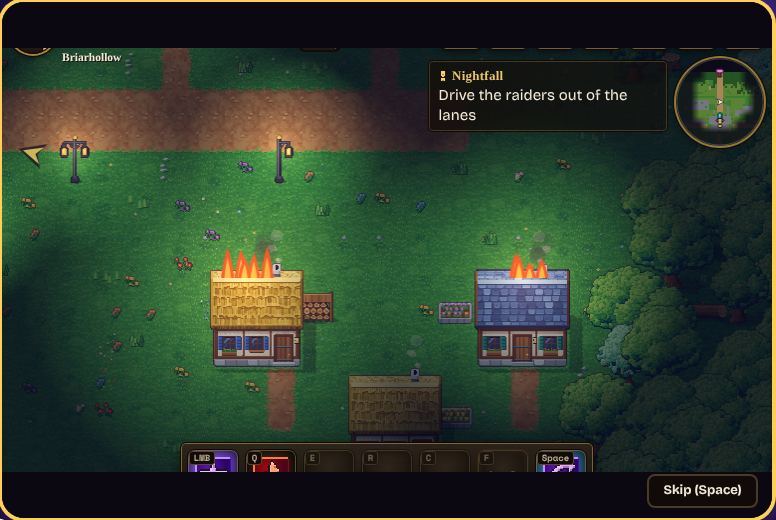 Briarhollow
Nightfall
Drive the raiders out of the
lanes
LMB
Q
E
R
C
F
Space
Skip (Space)